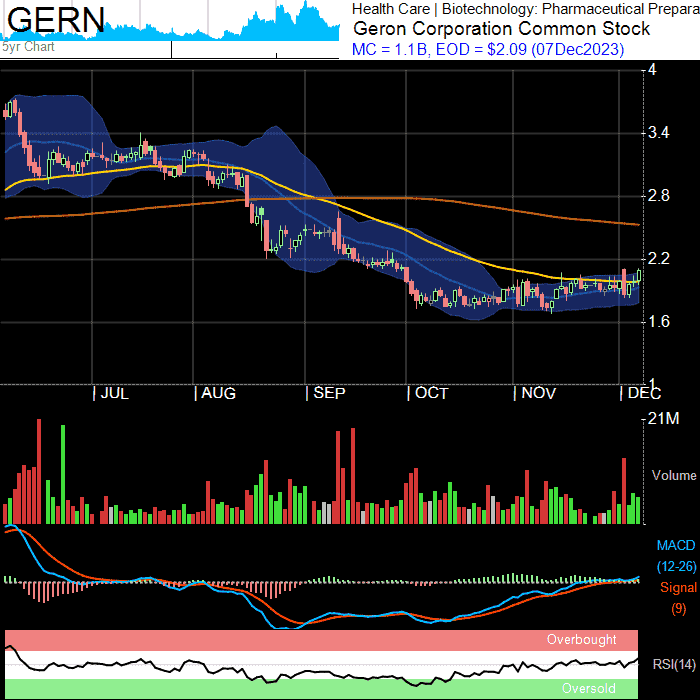 GERN
5yr Chart
Health Care | Biotechnology: Pharmaceutical Prepara
Geron Corporation Common Stock
MC = 1.1B, EOD = $2.09 (07Dec2023)
4
3.4
2.8
2.2
1.6
1
JUL AUG SEP OCT NOV DEC
21M
Volume
MACD
(12-26)
Signal
(9)
Overbought
RSI(14)
Oversold